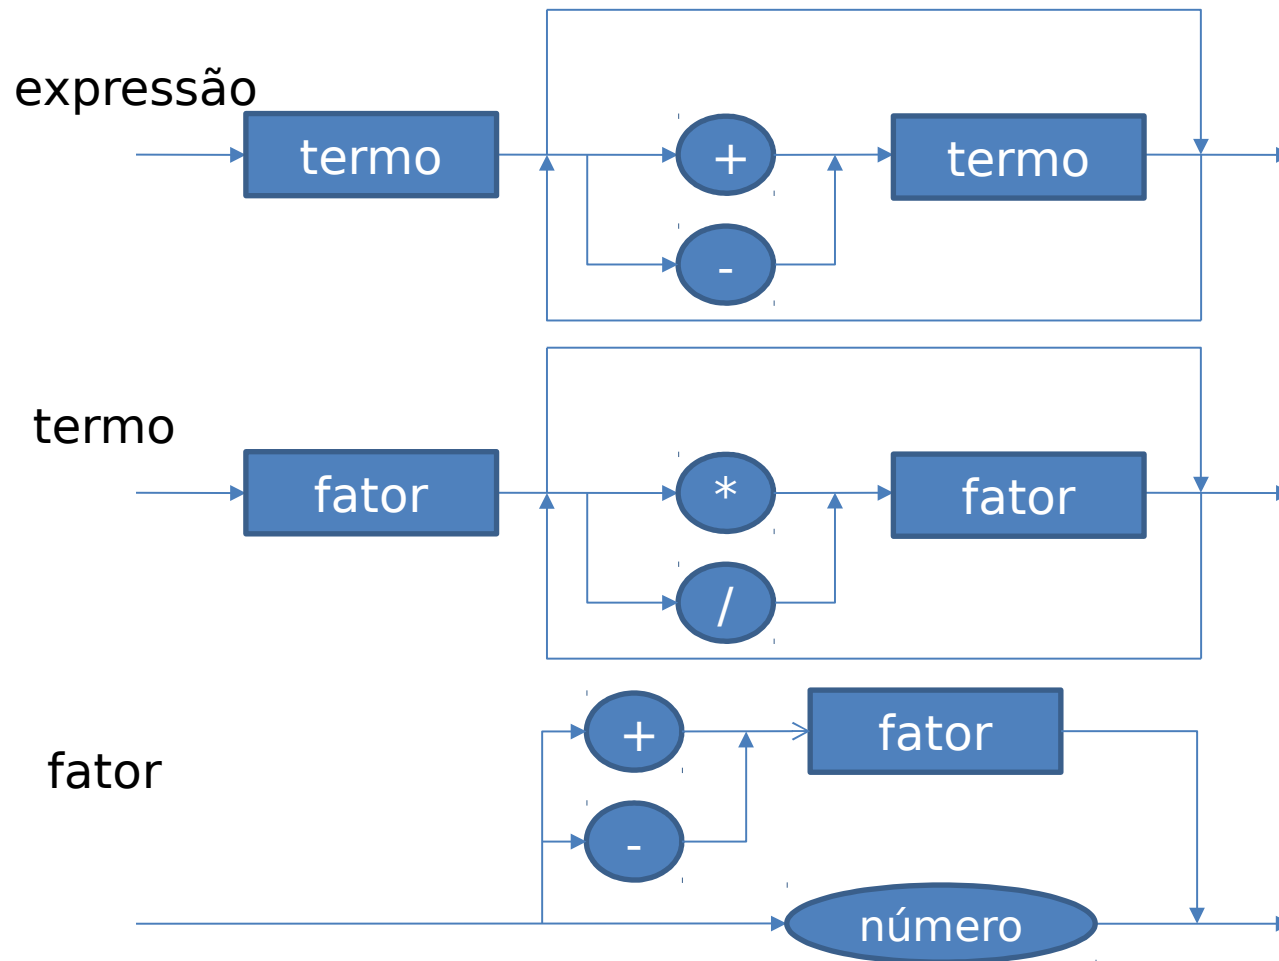 expressão
termo
+
termo
-
termo
fator
*
fator
/
fator
+
fator
-
número